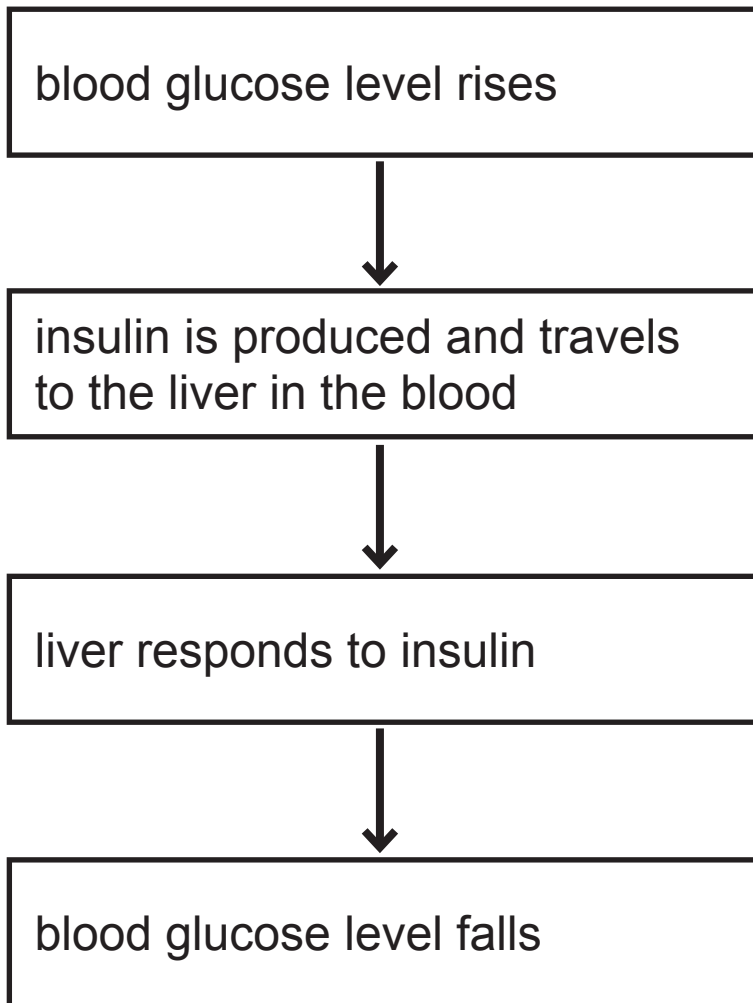 blood glucose level rises
insulin is produced and travels
to the liver in the blood
liver responds to insulin
blood glucose level falls